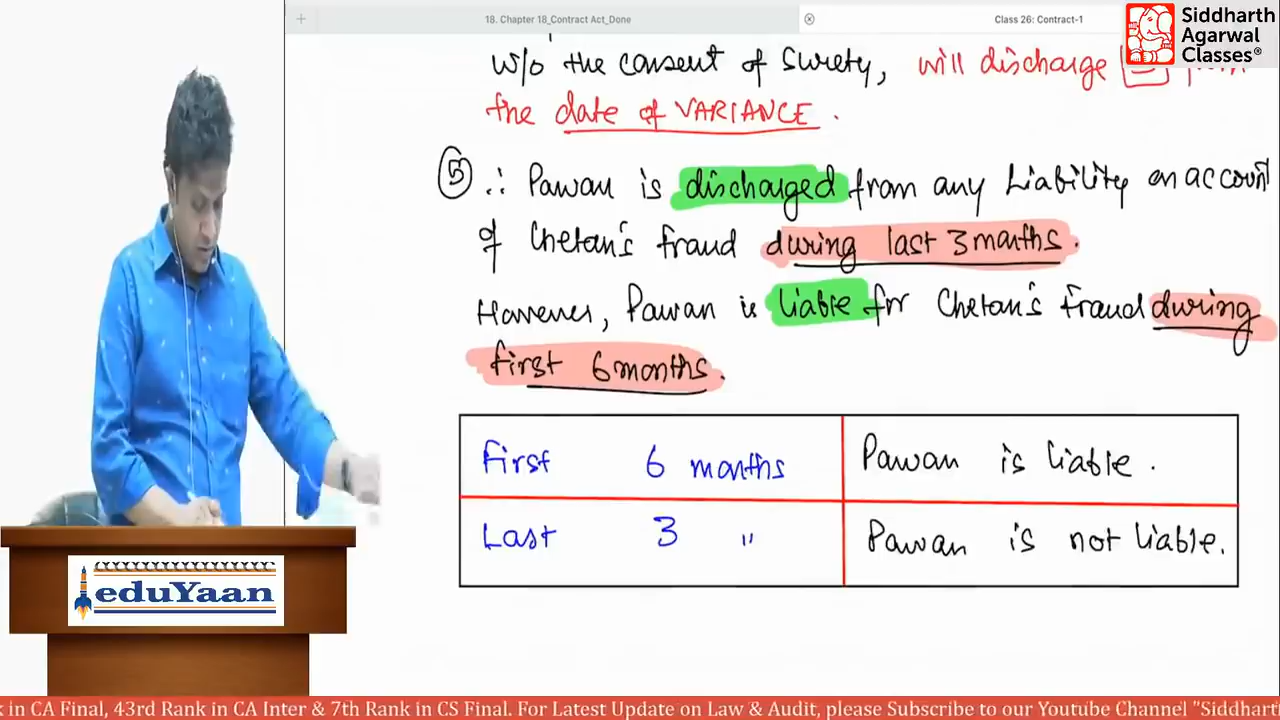 18. Chapter 18_Contract Act_Done
Class 26: Contract-1
Siddharth
Agarwal
Classes®
w/o the consent of Surety, will discharge
the date of VARIANCE.
⑤ ∴ Pawan is discharged from any Liability on account
of Chetan's fraud during last 3 months.
However, Pawan is liable for Chetan's fraud during
first 6 months.
First 6 months Pawan is liable.
Last 3 " Pawan is not liable.
eduYaan
in CA Final, 43rd Rank in CA Inter & 7th Rank in CS Final. For Latest Update on Law & Audit, please Subscribe to our Youtube Channel "Siddhart